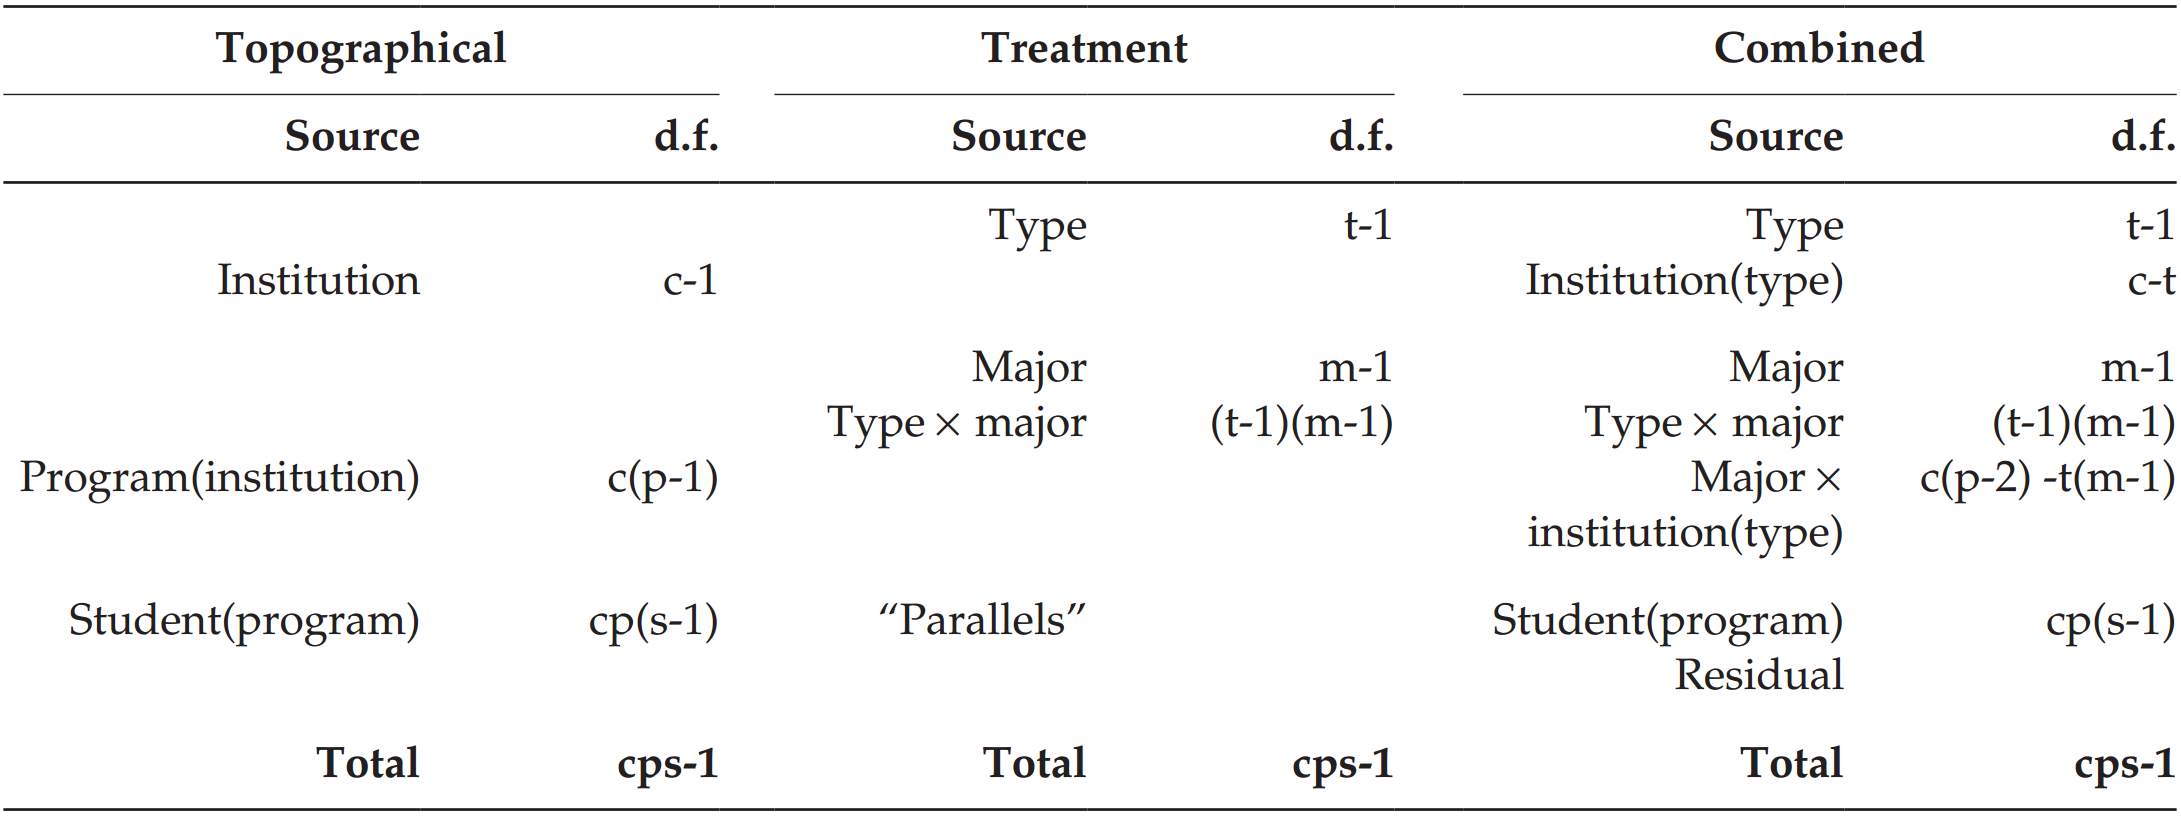 Topographical Treatment Combined
Source d.f. Source d.f. Source d.f.
Type t-1 Type t-1
Institution c-1 Institution(type) c-t
Major m-1 Major m-1
Type × major (t-1)(m-1) Type × major (t-1)(m-1)
Program(institution) c(p-1) Major × c(p-2) -t(m-1)
institution(type)
Student(program) cp(s-1) “Parallels” Student(program) cp(s-1)
Residual
Total cps-1 Total cps-1 Total cps-1